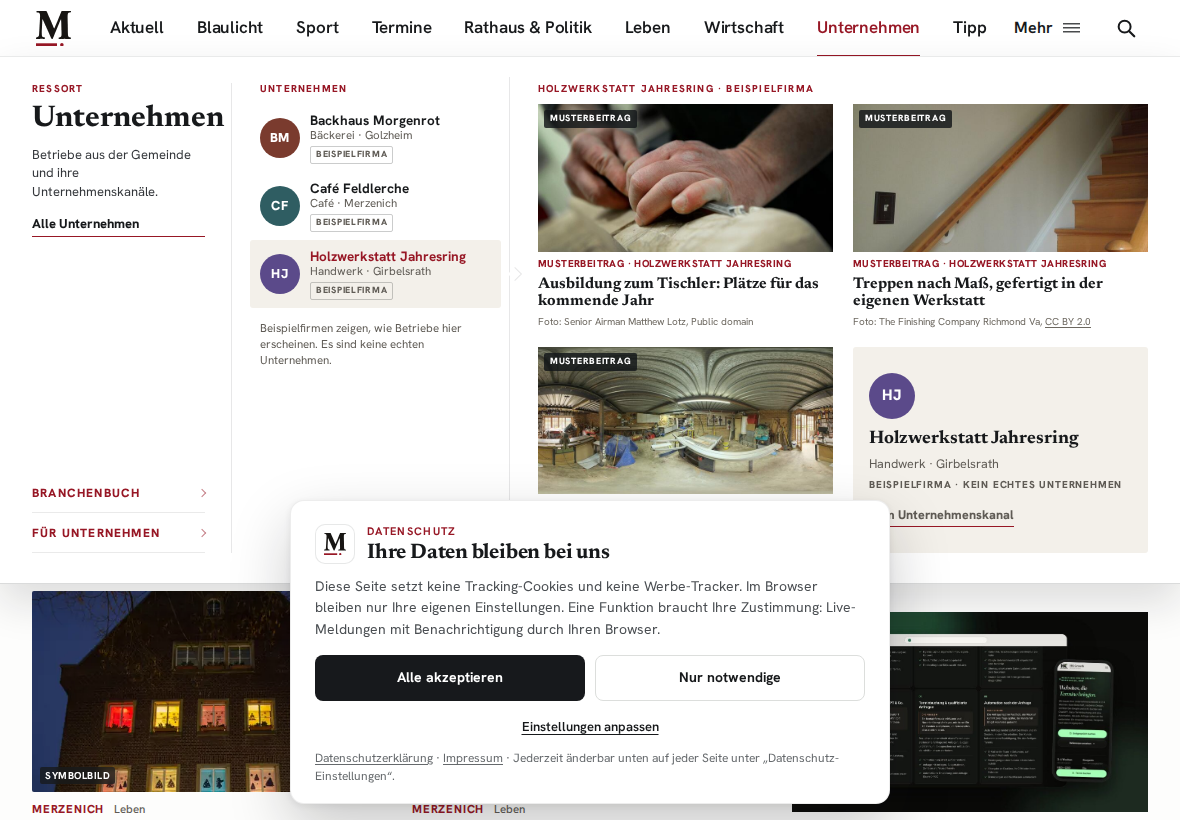 M.
Aktuell
Blaulicht
Sport
Termine
Rathaus & Politik
Leben
Wirtschaft
Unternehmen
Tipp
Mehr
RESSORT
Unternehmen
Betriebe aus der Gemeinde
und ihre
Unternehmenskanäle.
Alle Unternehmen
BRANCHENBUCH
FÜR UNTERNEHMEN
UNTERNEHMEN
BM
Backhaus Morgenrot
Bäckerei · Golzheim
BEISPIELFIRMA
CF
Café Feldlerche
Café · Merzenich
BEISPIELFIRMA
HJ
Holzwerkstatt Jahresring
Handwerk · Girbelsrath
BEISPIELFIRMA
Beispielfirmen zeigen, wie Betriebe hier
erscheinen. Es sind keine echten
Unternehmen.
HOLZWERKSTATT JAHRESRING · BEISPIELFIRMA
MUSTERBEITRAG
MUSTERBEITRAG · HOLZWERKSTATT JAHRESRING
Ausbildung zum Tischler: Plätze für das
kommende Jahr
Foto: Senior Airman Matthew Lotz, Public domain
MUSTERBEITRAG
MUSTERBEITRAG · HOLZWERKSTATT JAHRESRING
Treppen nach Maß, gefertigt in der
eigenen Werkstatt
Foto: The Finishing Company Richmond Va, CC BY 2.0
MUSTERBEITRAG
HJ
Holzwerkstatt Jahresring
Handwerk · Girbelsrath
BEISPIELFIRMA · KEIN ECHTES UNTERNEHMEN
Unternehmenskanal
M.
DATENSCHUTZ
Ihre Daten bleiben bei uns
Diese Seite setzt keine Tracking-Cookies und keine Werbe-Tracker. Im Browser
bleiben nur Ihre eigenen Einstellungen. Eine Funktion braucht Ihre Zustimmung: Live-
Meldungen mit Benachrichtigung durch Ihren Browser.
Alle akzeptieren
Nur notwendige
Einstellungen anpassen
Datenschutzerklärung · Impressum · Jederzeit änderbar unten auf jeder Seite unter „Datenschutz-
Einstellungen“.
SYMBOLBILD
MERZENICH Leben
MERZENICH Leben